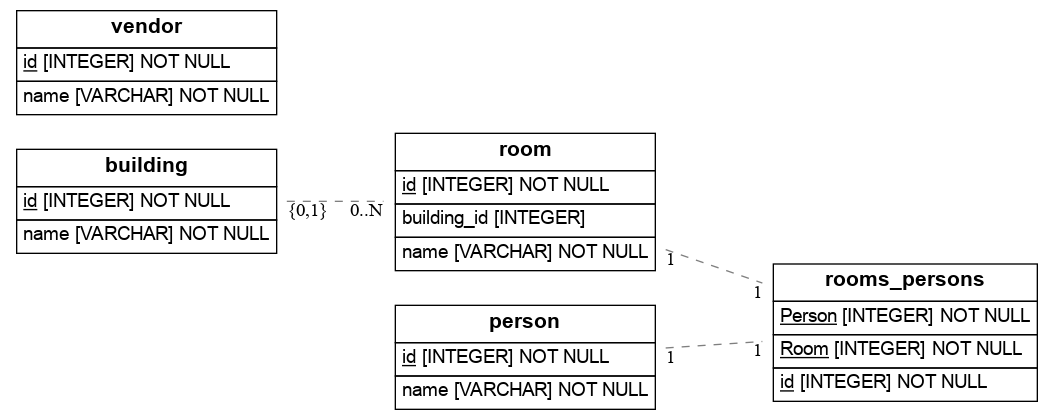 vendor
id [INTEGER] NOT NULL
name [VARCHAR] NOT NULL
building
id [INTEGER] NOT NULL
name [VARCHAR] NOT NULL
{0,1}
0..N
room
id [INTEGER] NOT NULL
building_id [INTEGER]
name [VARCHAR] NOT NULL
1
1
person
id [INTEGER] NOT NULL
name [VARCHAR] NOT NULL
1
1
rooms_persons
Person [INTEGER] NOT NULL
Room [INTEGER] NOT NULL
id [INTEGER] NOT NULL